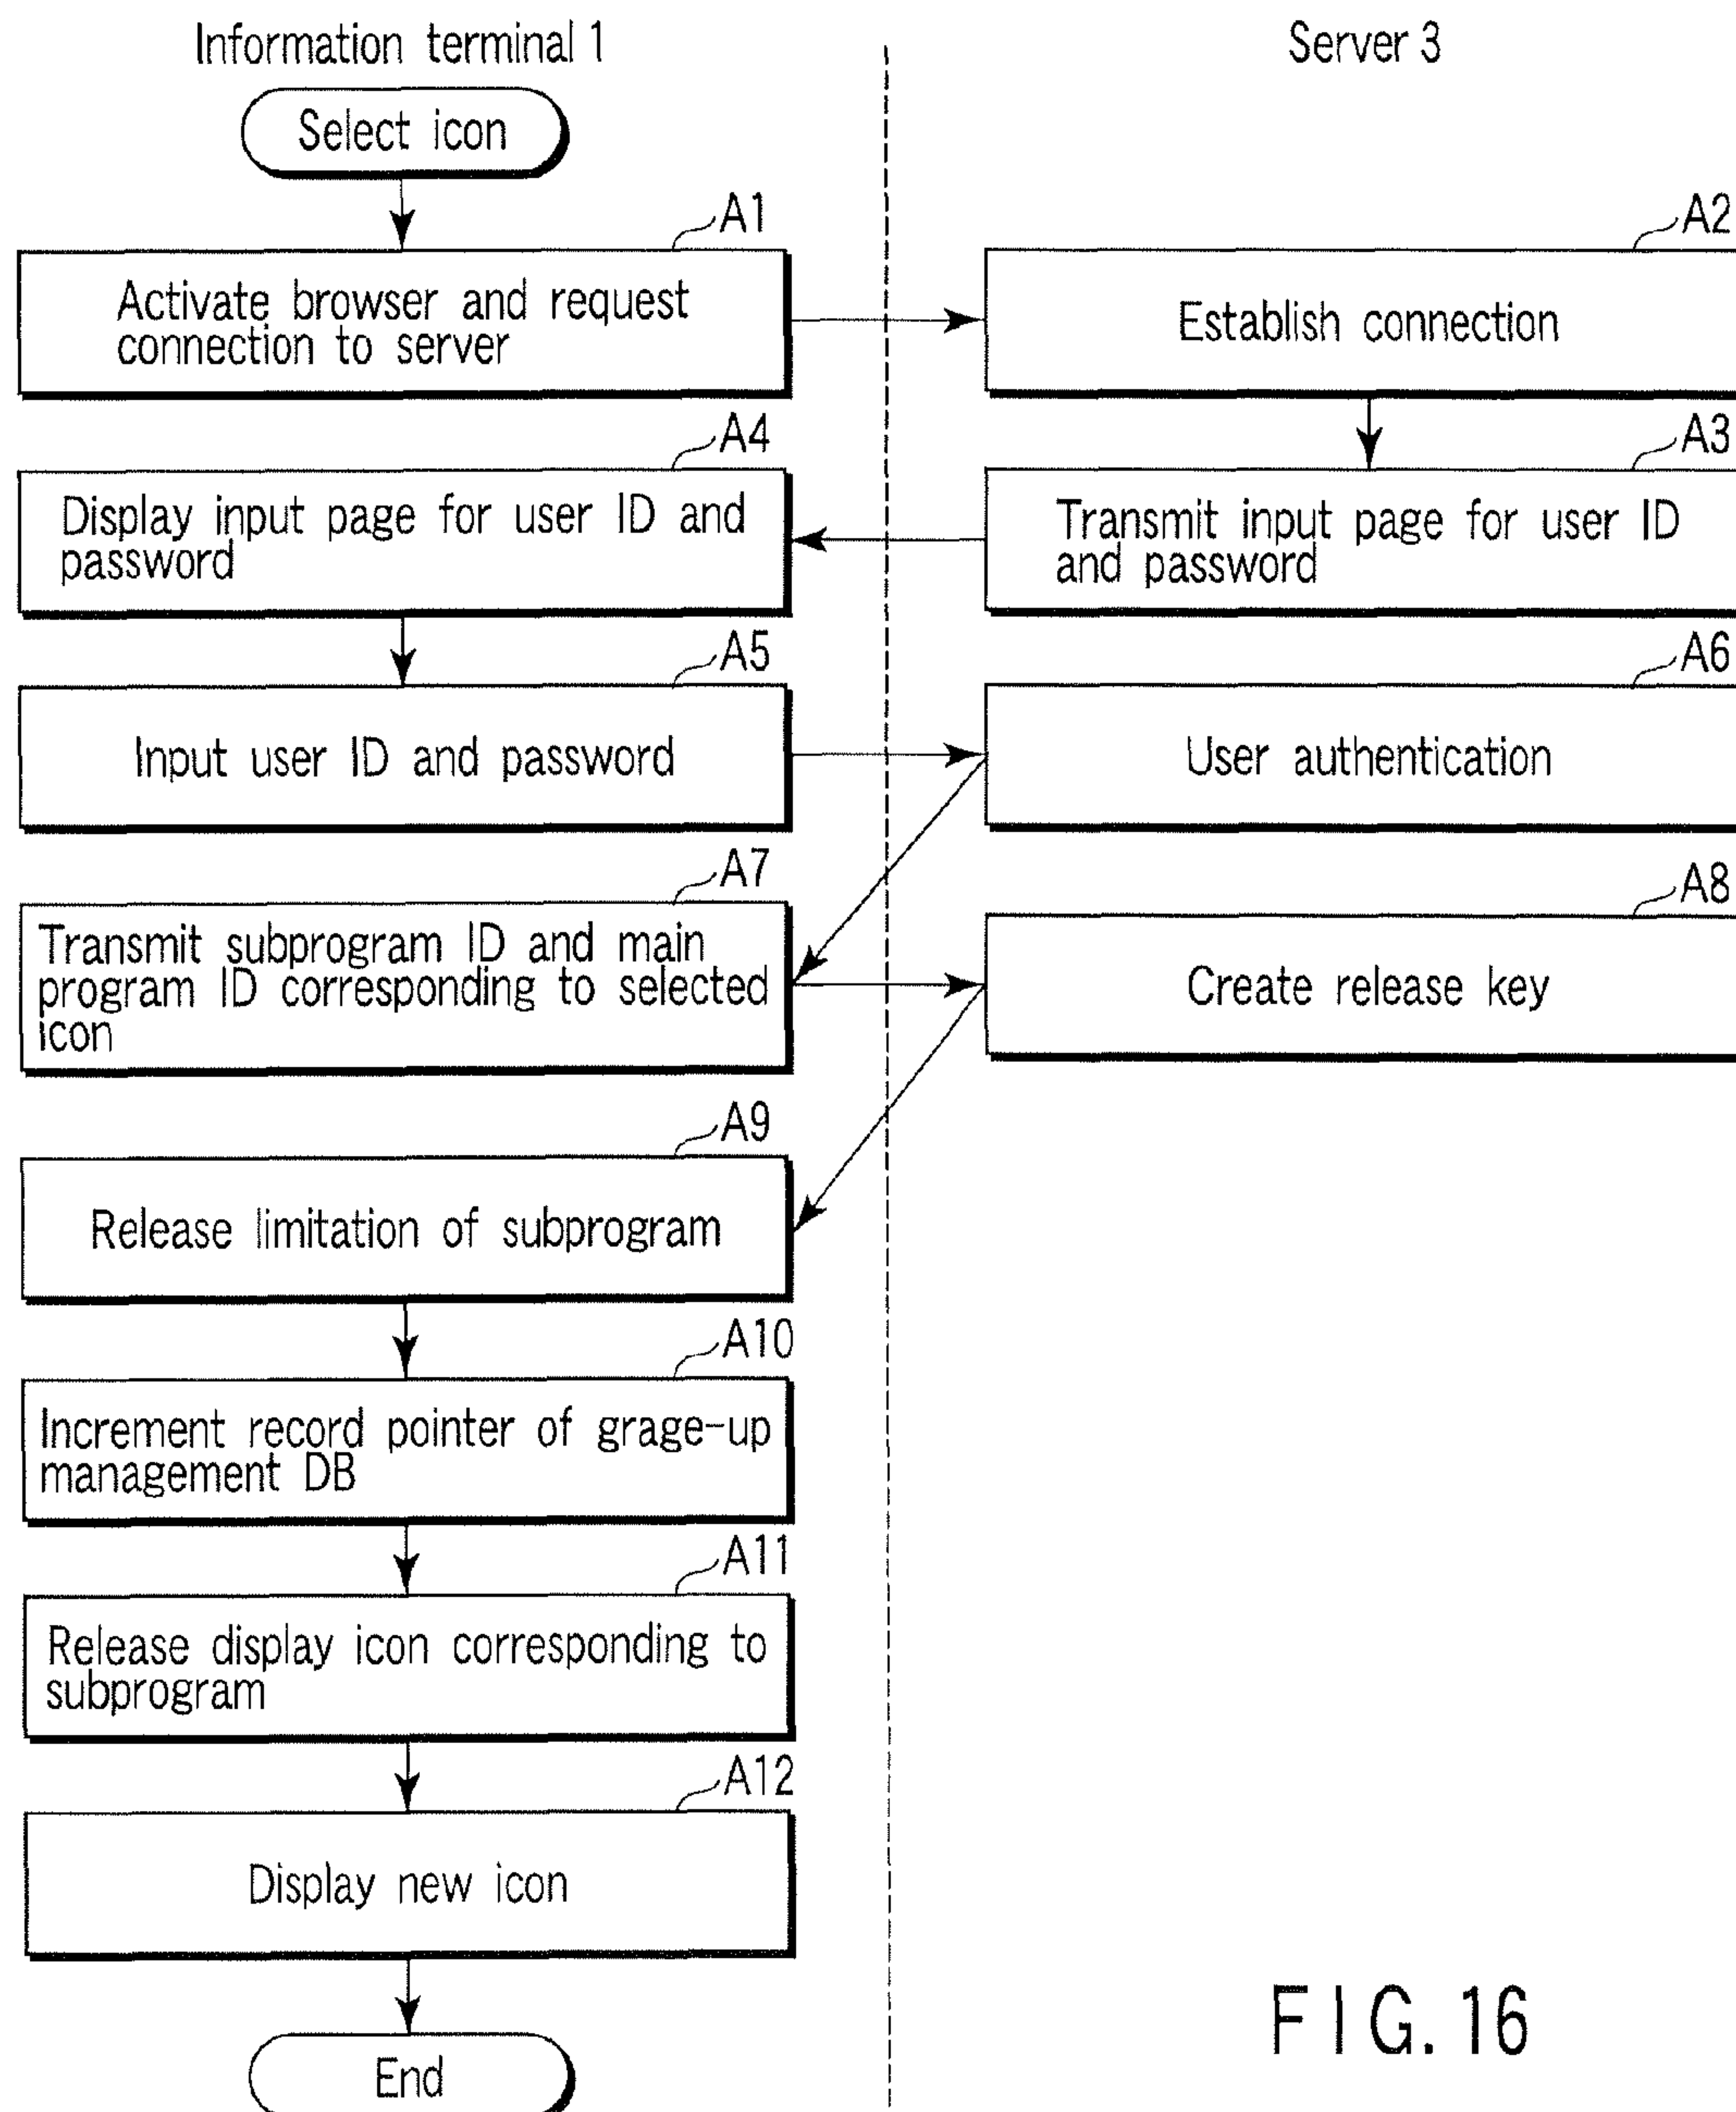 Information terminal 1
Server 3
Select icon
A1
Activate browser and request
connection to server
A2
Establish connection
A4
Display input page for user ID and
password
A3
Transmit input page for user ID
and password
A5
Input user ID and password
A6
User authentication
A7
Transmit subprogram ID and main
program ID corresponding to selected
icon
A8
Create release key
A9
Release limitation of subprogram
A10
Increment record pointer of grage-up
management DB
A11
Release display icon corresponding to
subprogram
A12
Display new icon
End
FIG. 16